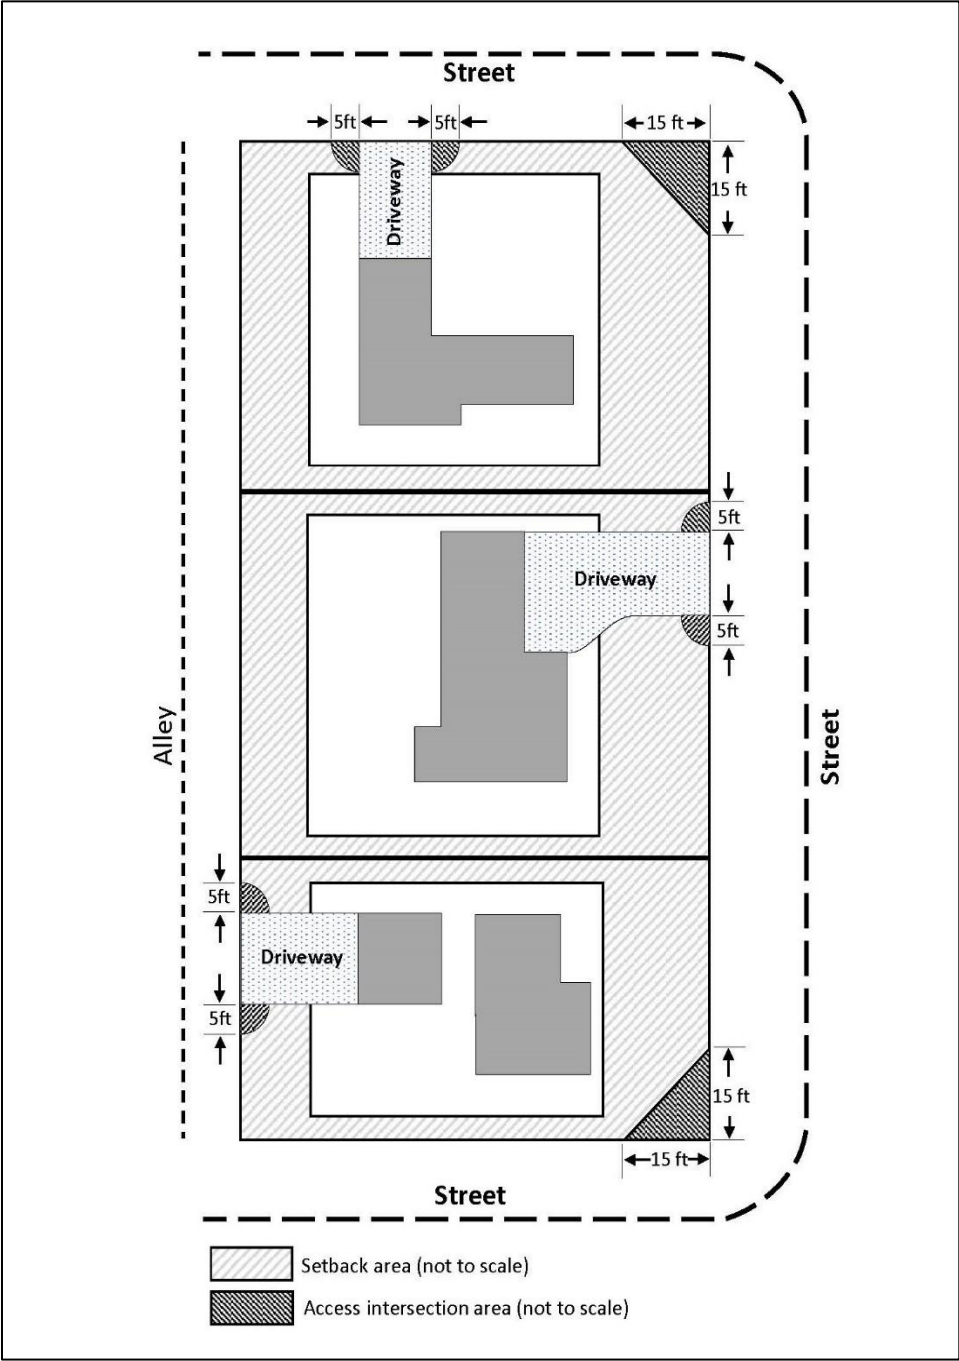 Street
5ft
5ft
15 ft
15 ft
Driveway
5ft
Driveway
5ft
Alley
Street
5ft
Driveway
5ft
15 ft
15 ft
Street
Setback area (not to scale)
Access intersection area (not to scale)